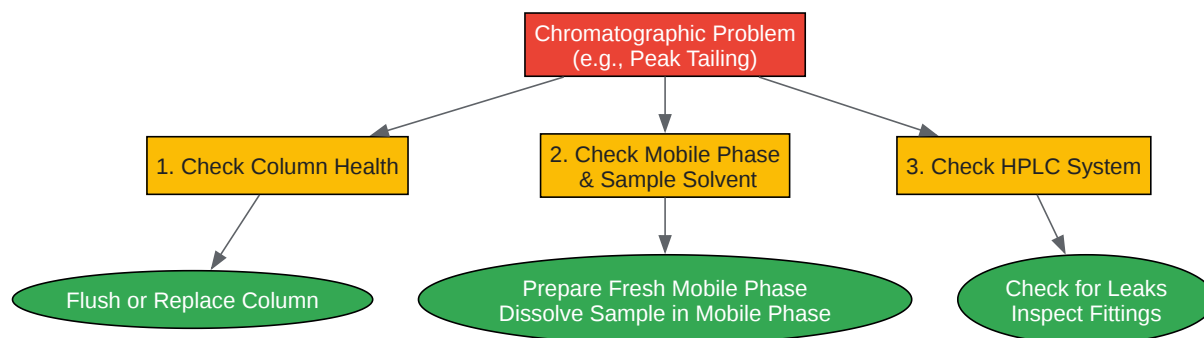 Chromatographic Problem
(e.g., Peak Tailing)
1. Check Column Health
2. Check Mobile Phase
& Sample Solvent
3. Check HPLC System
Flush or Replace Column
Prepare Fresh Mobile Phase
Dissolve Sample in Mobile Phase
Check for Leaks
Inspect Fittings